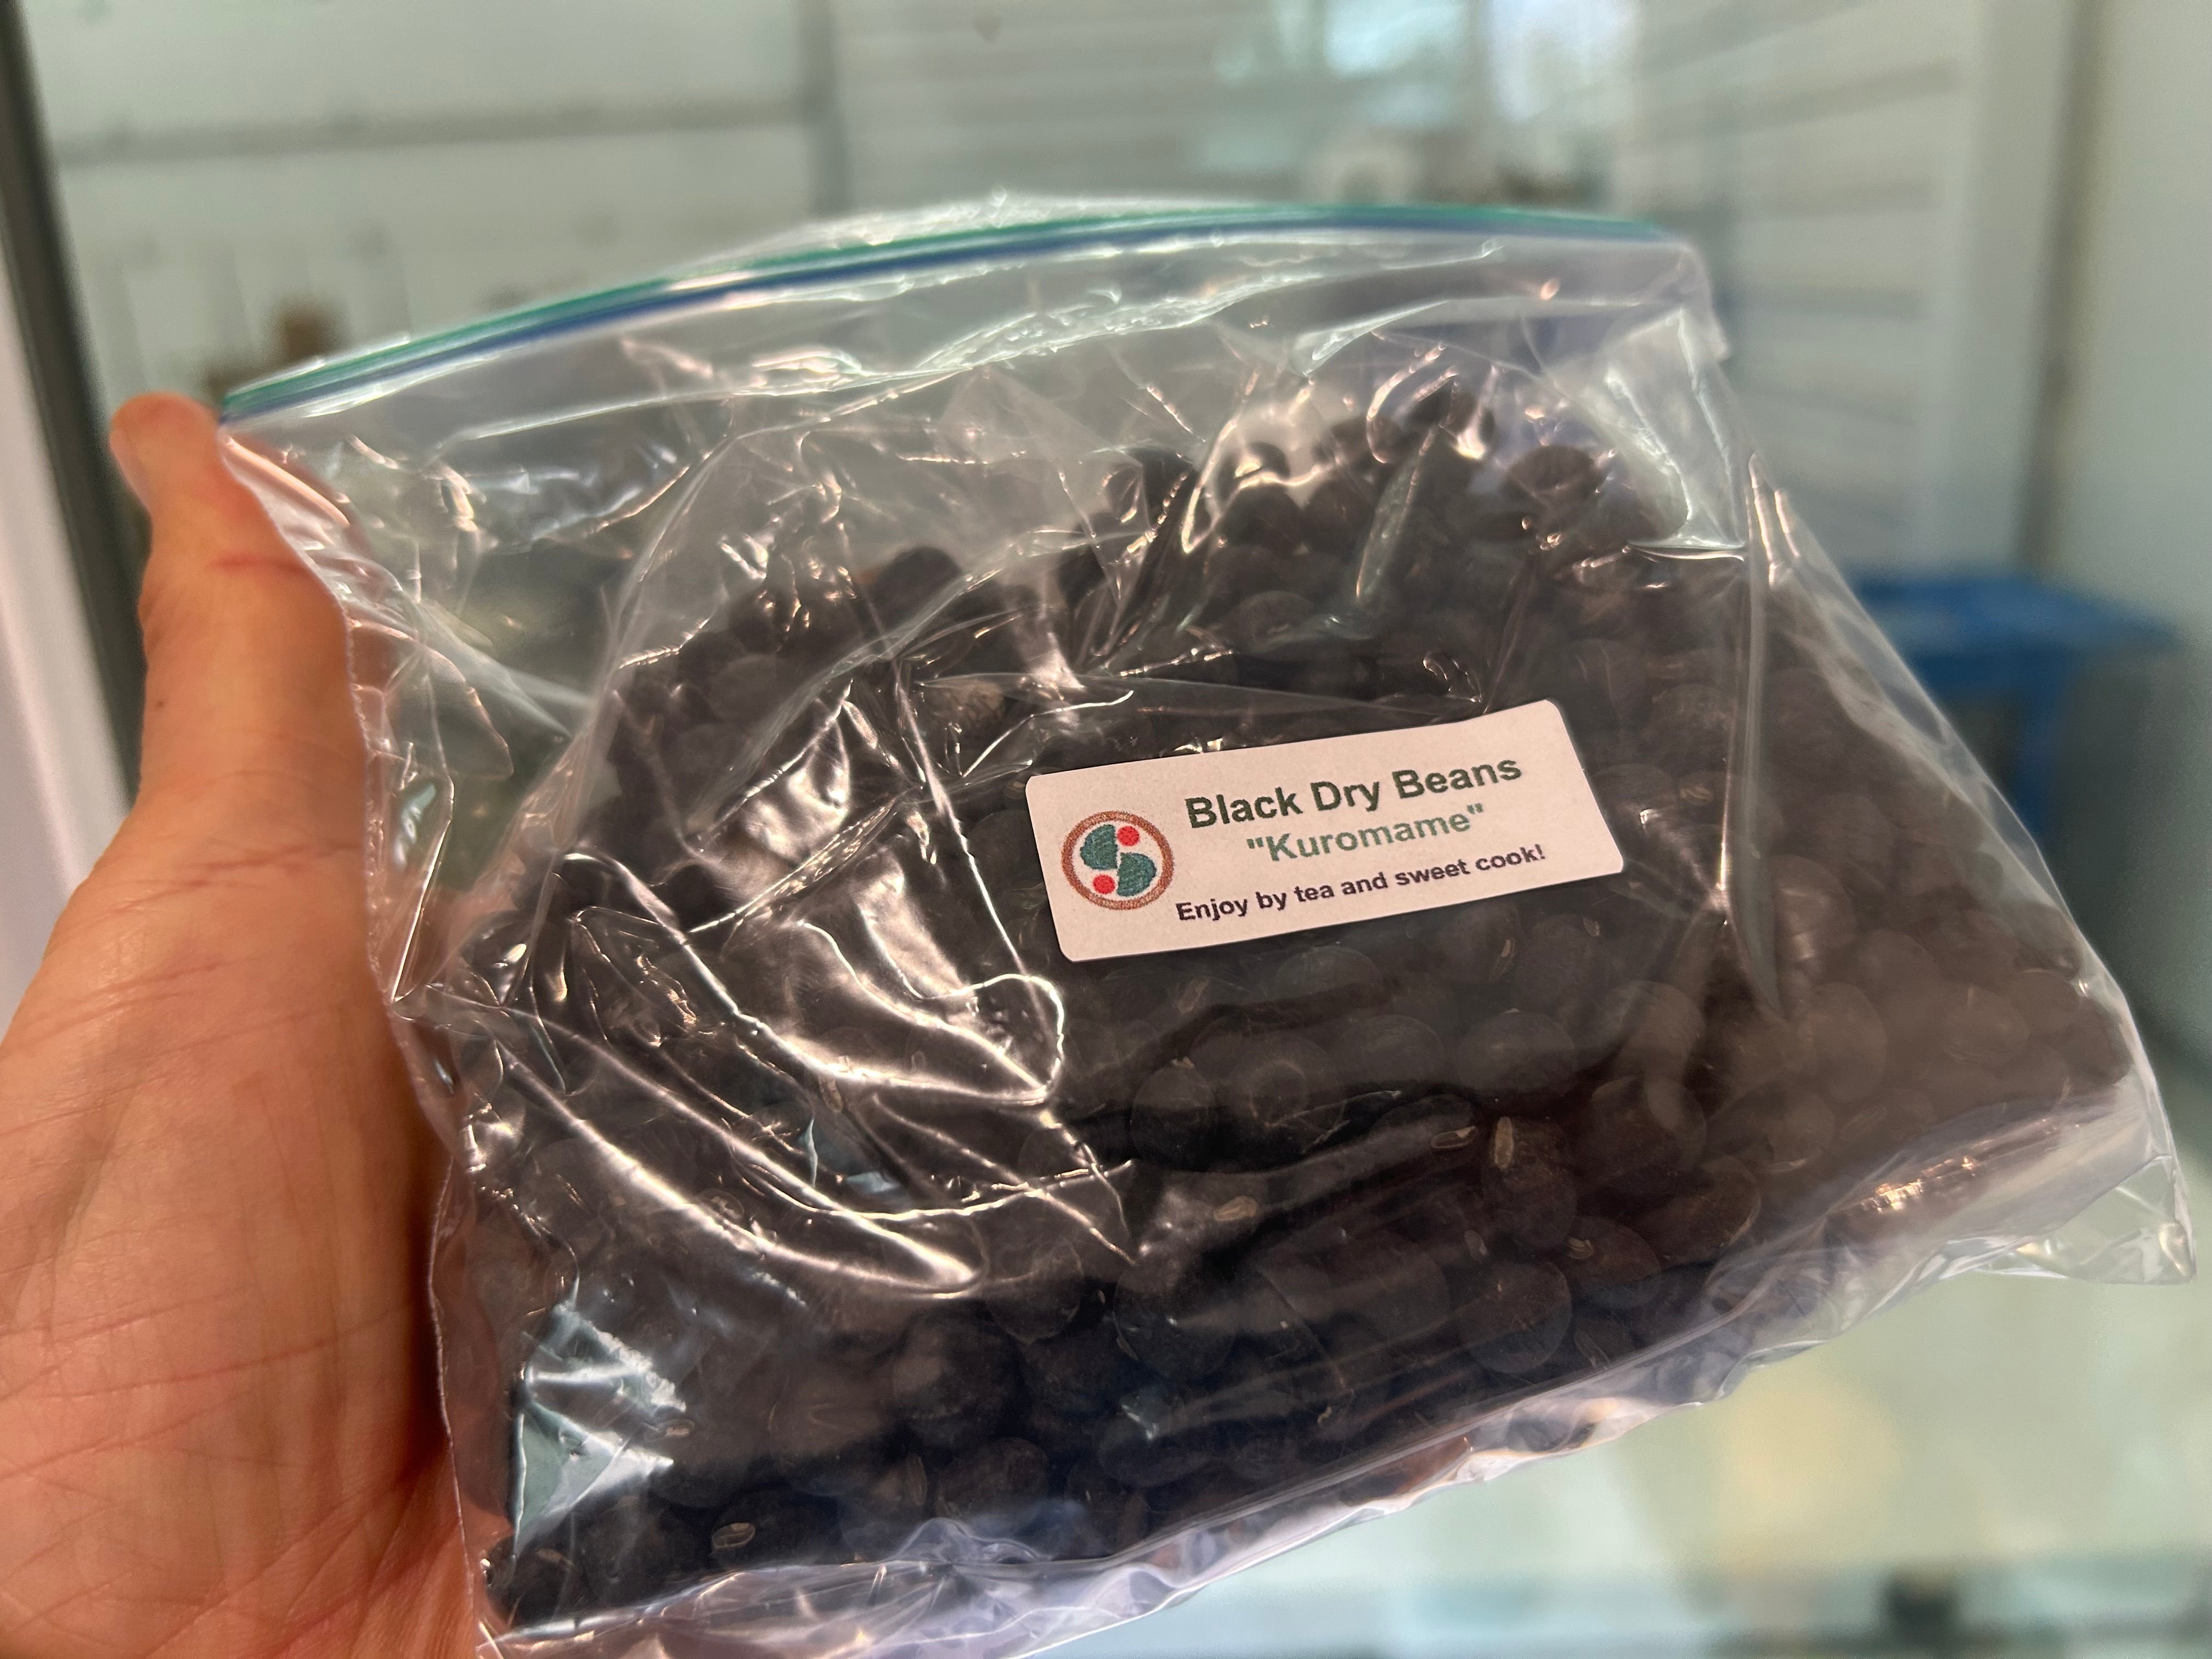 Black Dry Beans
"Kuromame"
Enjoy by tea and sweet cook!